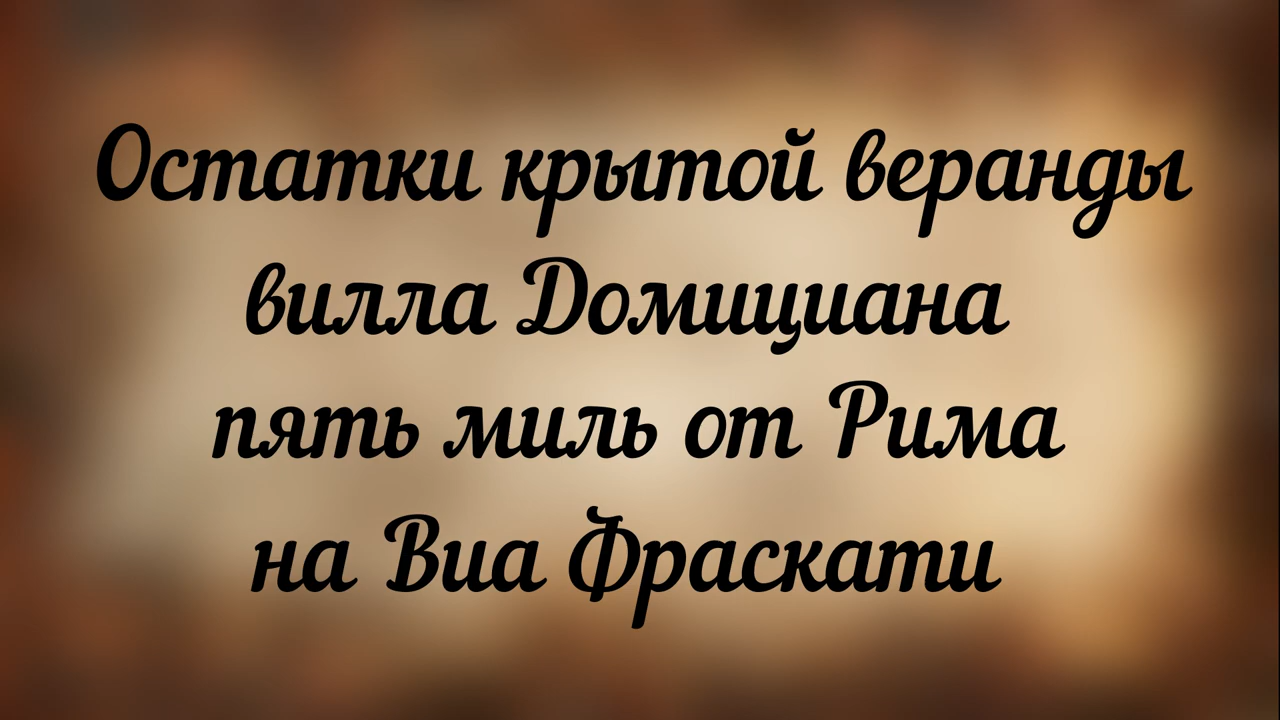 Остатки крытой веранды
вилла Домициана
пять миль от Рима
на Виа Фраскати